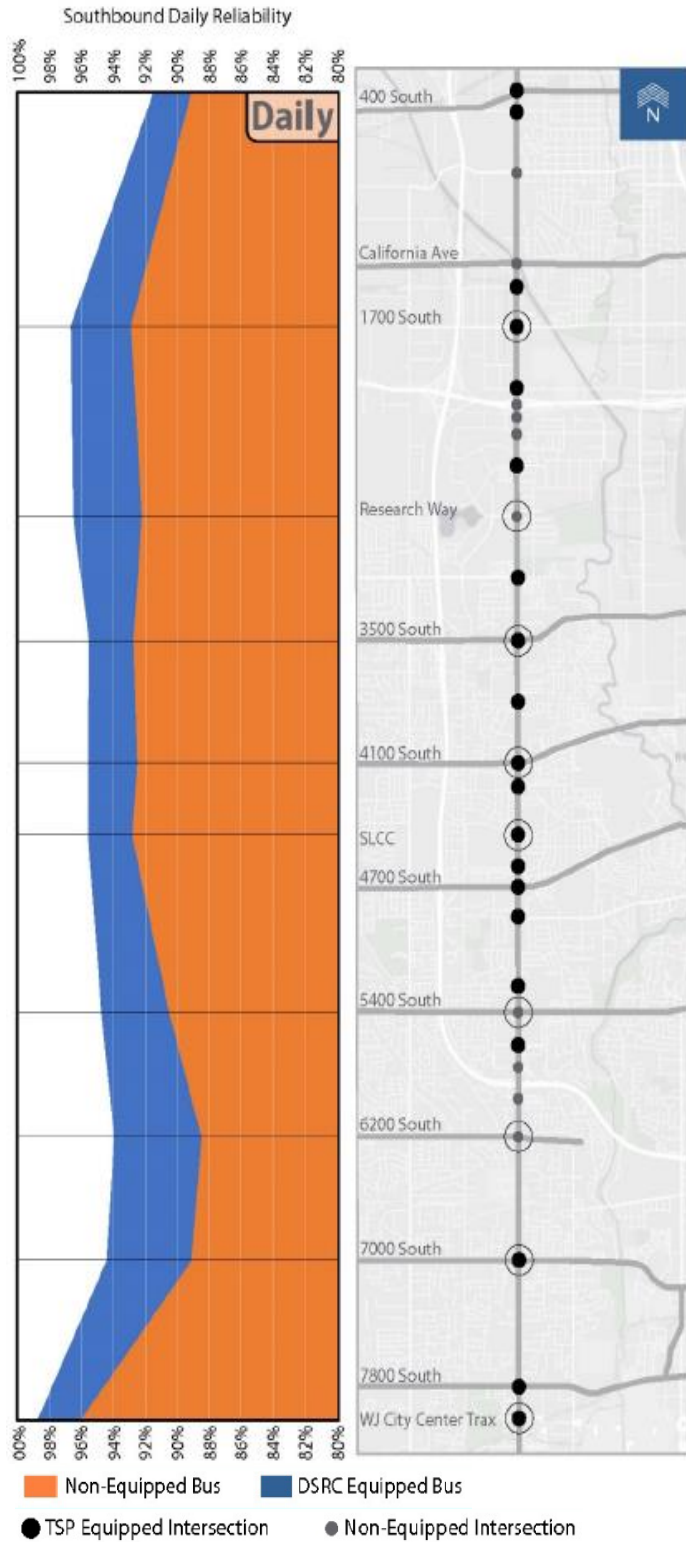 Southbound Daily Reliability
100%
98%
96%
94%
92%
90%
88%
86%
84%
82%
80%
Daily
N
400 South
California Ave
1700 South
Research Way
3500 South
4100 South
SLCC
4700 South
5400 South
6200 South
7000 South
7800 South
WJ City Center Trax
00%
98%
96%
94%
92%
90%
88%
86%
84%
82%
80%
Non-Equipped Bus
DSRC Equipped Bus
TSP Equipped Intersection
Non-Equipped Intersection